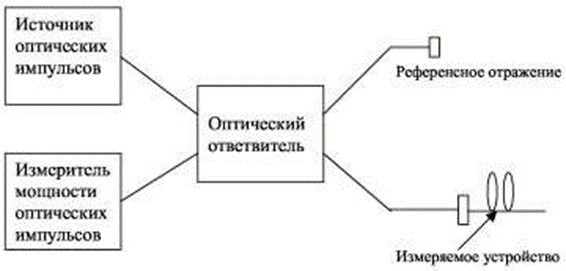 Источник
оптических
импульсов
Референсное отражение
Оптический
ответвитель
Измеритель
мощности
оптических
импульсов
Измеряемое устройство